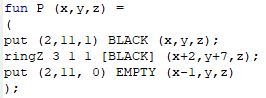 fun P (x,y,z) =
(
put (2,11,1) BLACK (x,y,z);
ringZ 3 1 1 [BLACK] (x+2,y+7,z);
put (2,11, 0) EMPTY (x-1,y,z)
);